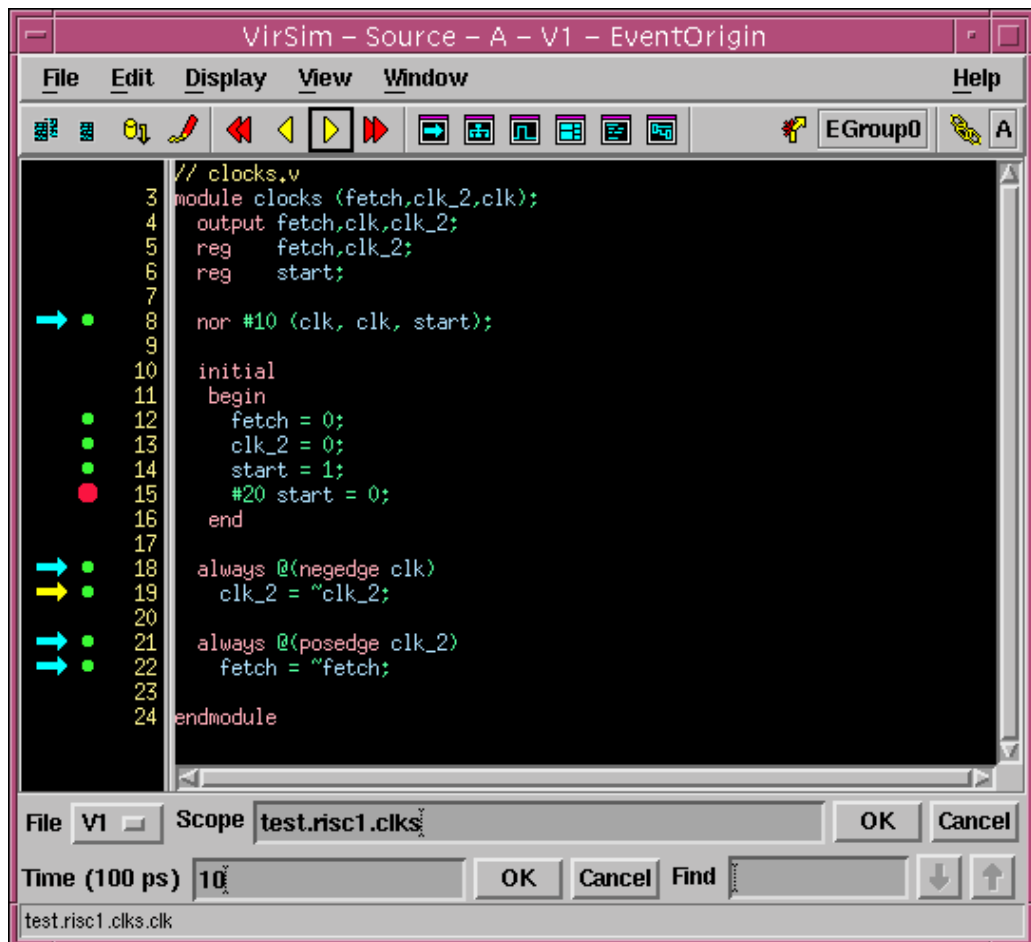 VirSim – Source – A – V1 – EventOrigin
File Edit Display View Window Help
EGroup0 A
// clocks.v
3 module clocks (fetch,clk_2,clk);
4 output fetch,clk,clk_2;
5 reg fetch,clk_2;
6 reg start;
7
8 nor #10 (clk, clk, start);
9
10 initial
11 begin
12 fetch = 0;
13 clk_2 = 0;
14 start = 1;
15 #20 start = 0;
16 end
17
18 always @(negedge clk)
19 clk_2 = ~clk_2;
20
21 always @(posedge clk_2)
22 fetch = ~fetch;
23
24 endmodule
File V1 Scope test.risc1.clks OK Cancel
Time (100 ps) 10 OK Cancel Find
test.risc1.clks.clk